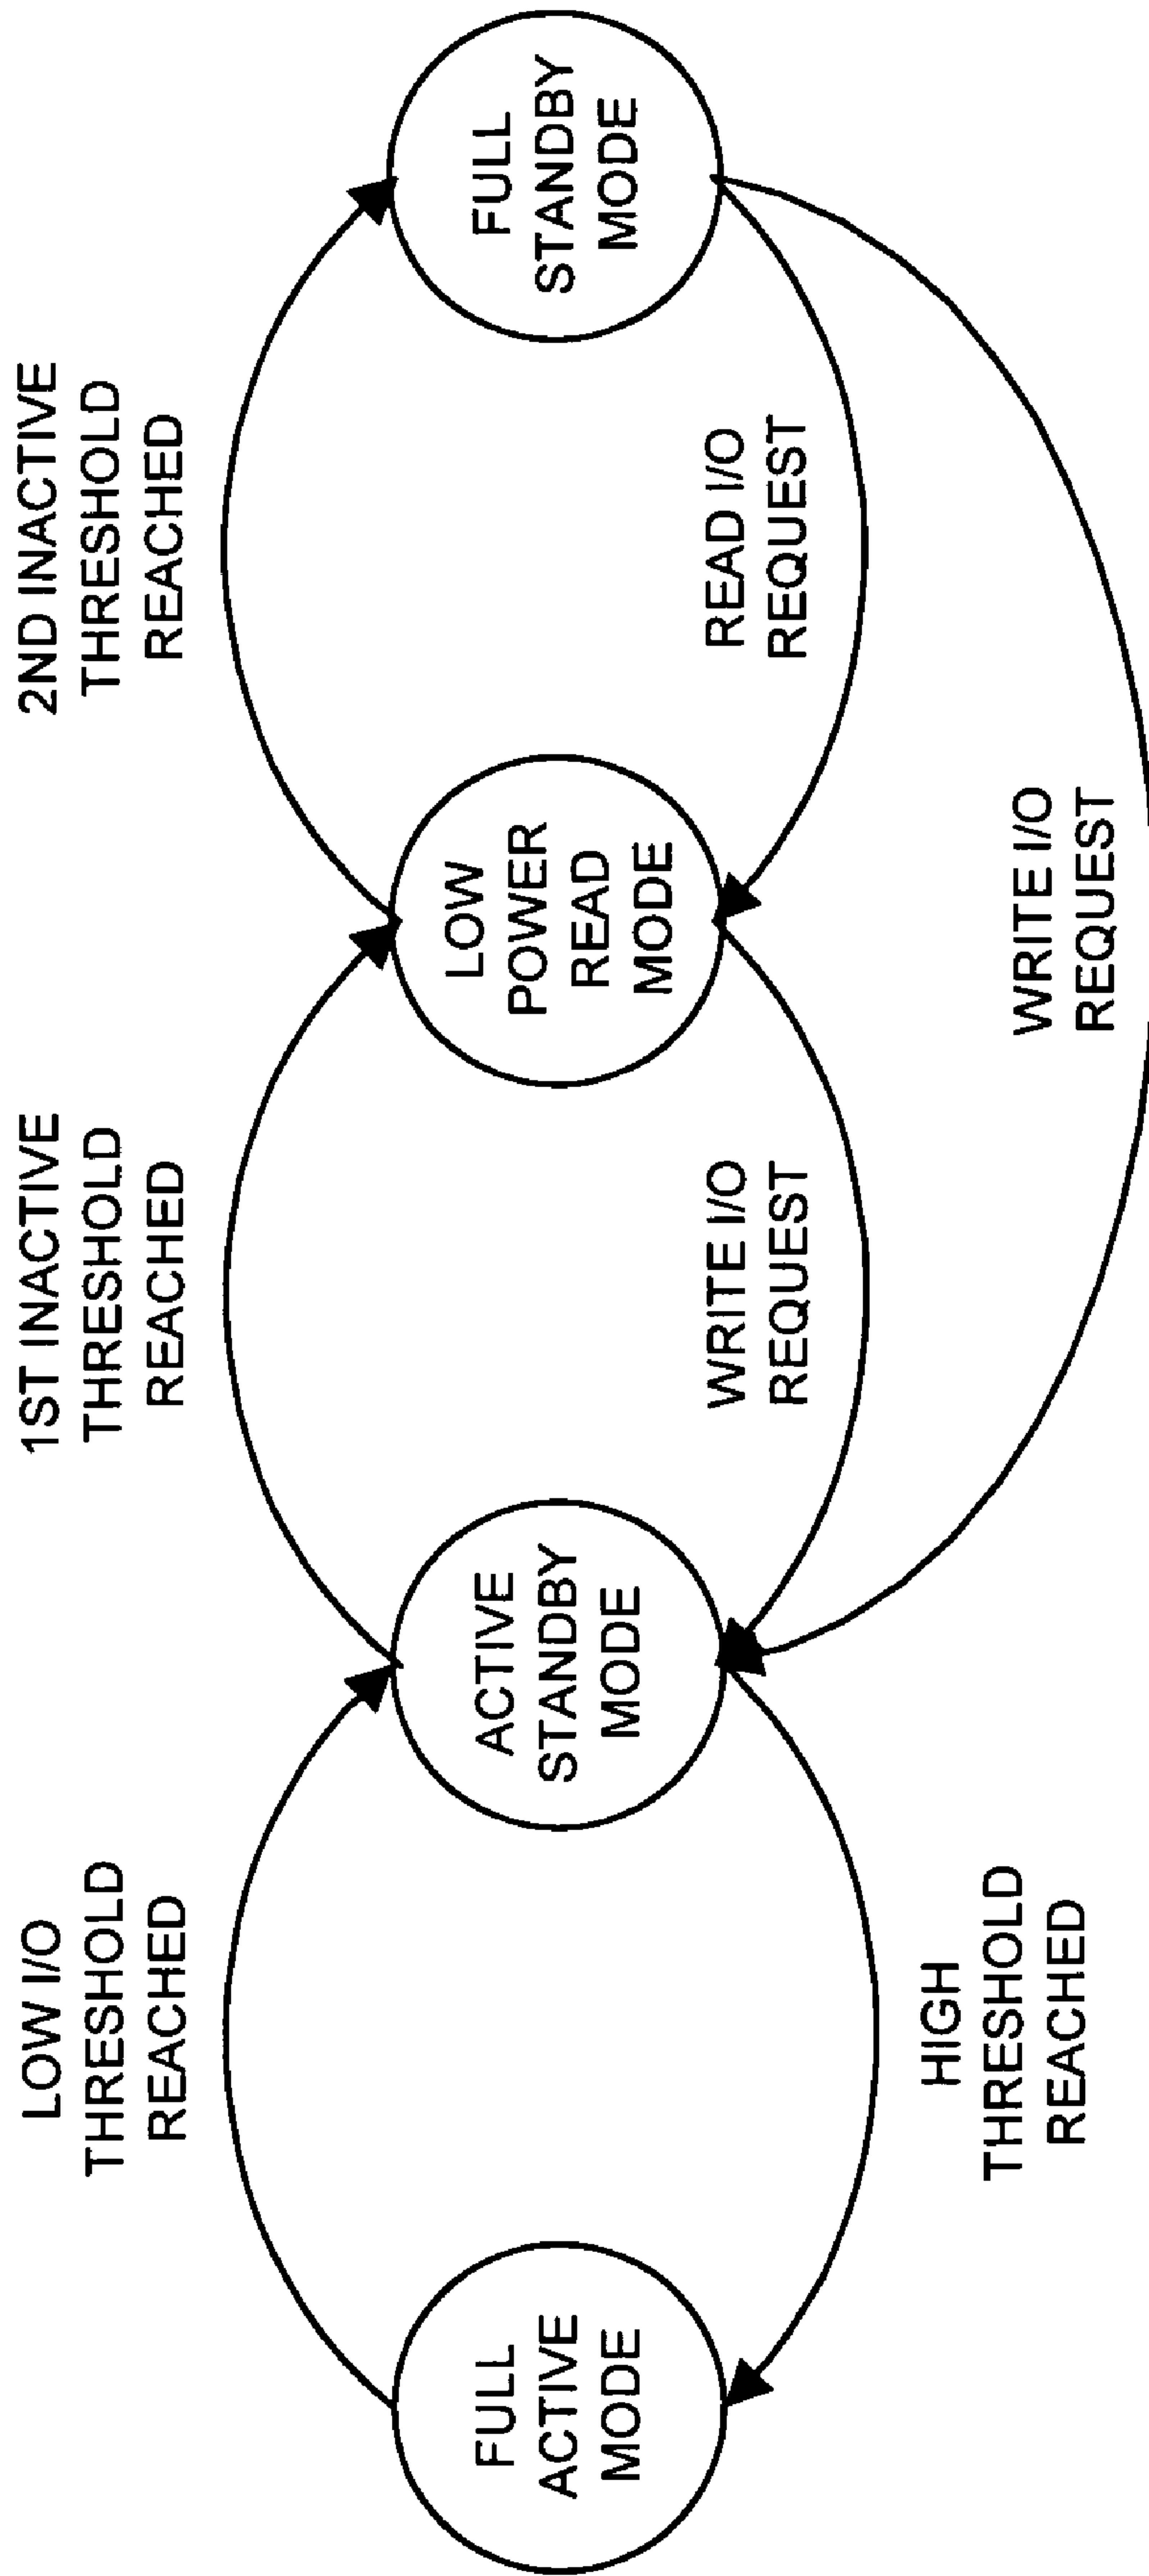 LOW I/O
THRESHOLD
REACHED
1ST INACTIVE
THRESHOLD
REACHED
2ND INACTIVE
THRESHOLD
REACHED
FULL
ACTIVE
MODE
ACTIVE
STANDBY
MODE
LOW
POWER
READ
MODE
FULL
STANDBY
MODE
WRITE I/O
REQUEST
READ I/O
REQUEST
HIGH
THRESHOLD
REACHED
WRITE I/O
REQUEST